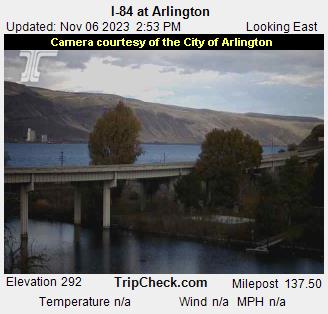 I-84 at Arlington
Updated: Nov 06 2023 2:53 PM Looking East
Camera courtesy of the City of Arlington
Elevation 292 TripCheck.com Milepost 137.50
Temperature n/a Wind n/a MPH n/a